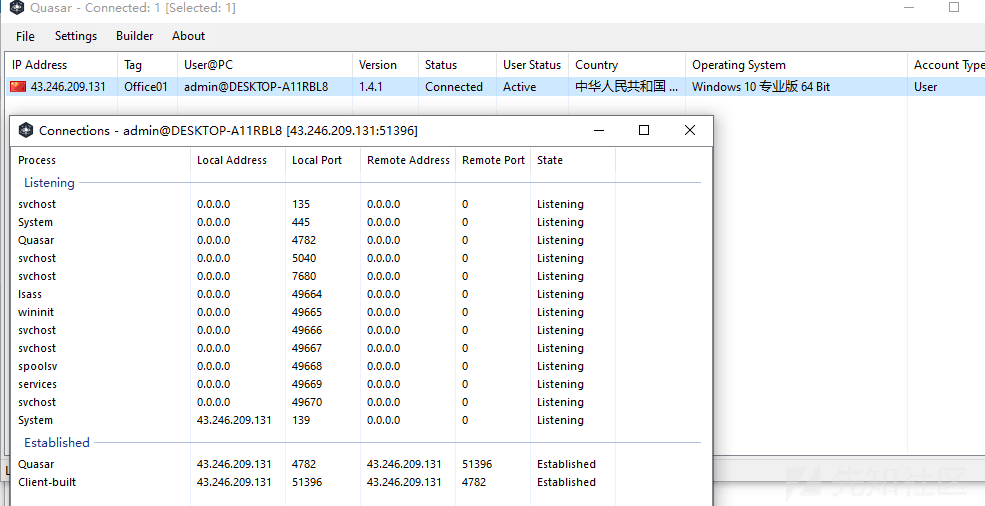 Quasar - Connected: 1 [Selected: 1]
File Settings Builder About
IP Address Tag User@PC Version Status User Status Country Operating System Account Type
43.246.209.131 Office01 admin@DESKTOP-A11RBL8 1.4.1 Connected Active 中华人民共和国 ... Windows 10 专业版 64 Bit User
Connections - admin@DESKTOP-A11RBL8 [43.246.209.131:51396]
Process Local Address Local Port Remote Address Remote Port State
Listening
svchost 0.0.0.0 135 0.0.0.0 0 Listening
System 0.0.0.0 445 0.0.0.0 0 Listening
Quasar 0.0.0.0 4782 0.0.0.0 0 Listening
svchost 0.0.0.0 5040 0.0.0.0 0 Listening
svchost 0.0.0.0 7680 0.0.0.0 0 Listening
lsass 0.0.0.0 49664 0.0.0.0 0 Listening
wininit 0.0.0.0 49665 0.0.0.0 0 Listening
svchost 0.0.0.0 49666 0.0.0.0 0 Listening
svchost 0.0.0.0 49667 0.0.0.0 0 Listening
spoolsv 0.0.0.0 49668 0.0.0.0 0 Listening
services 0.0.0.0 49669 0.0.0.0 0 Listening
svchost 0.0.0.0 49670 0.0.0.0 0 Listening
System 43.246.209.131 139 0.0.0.0 0 Listening
Established
Quasar 43.246.209.131 4782 43.246.209.131 51396 Established
Client-built 43.246.209.131 51396 43.246.209.131 4782 Established
先知社区